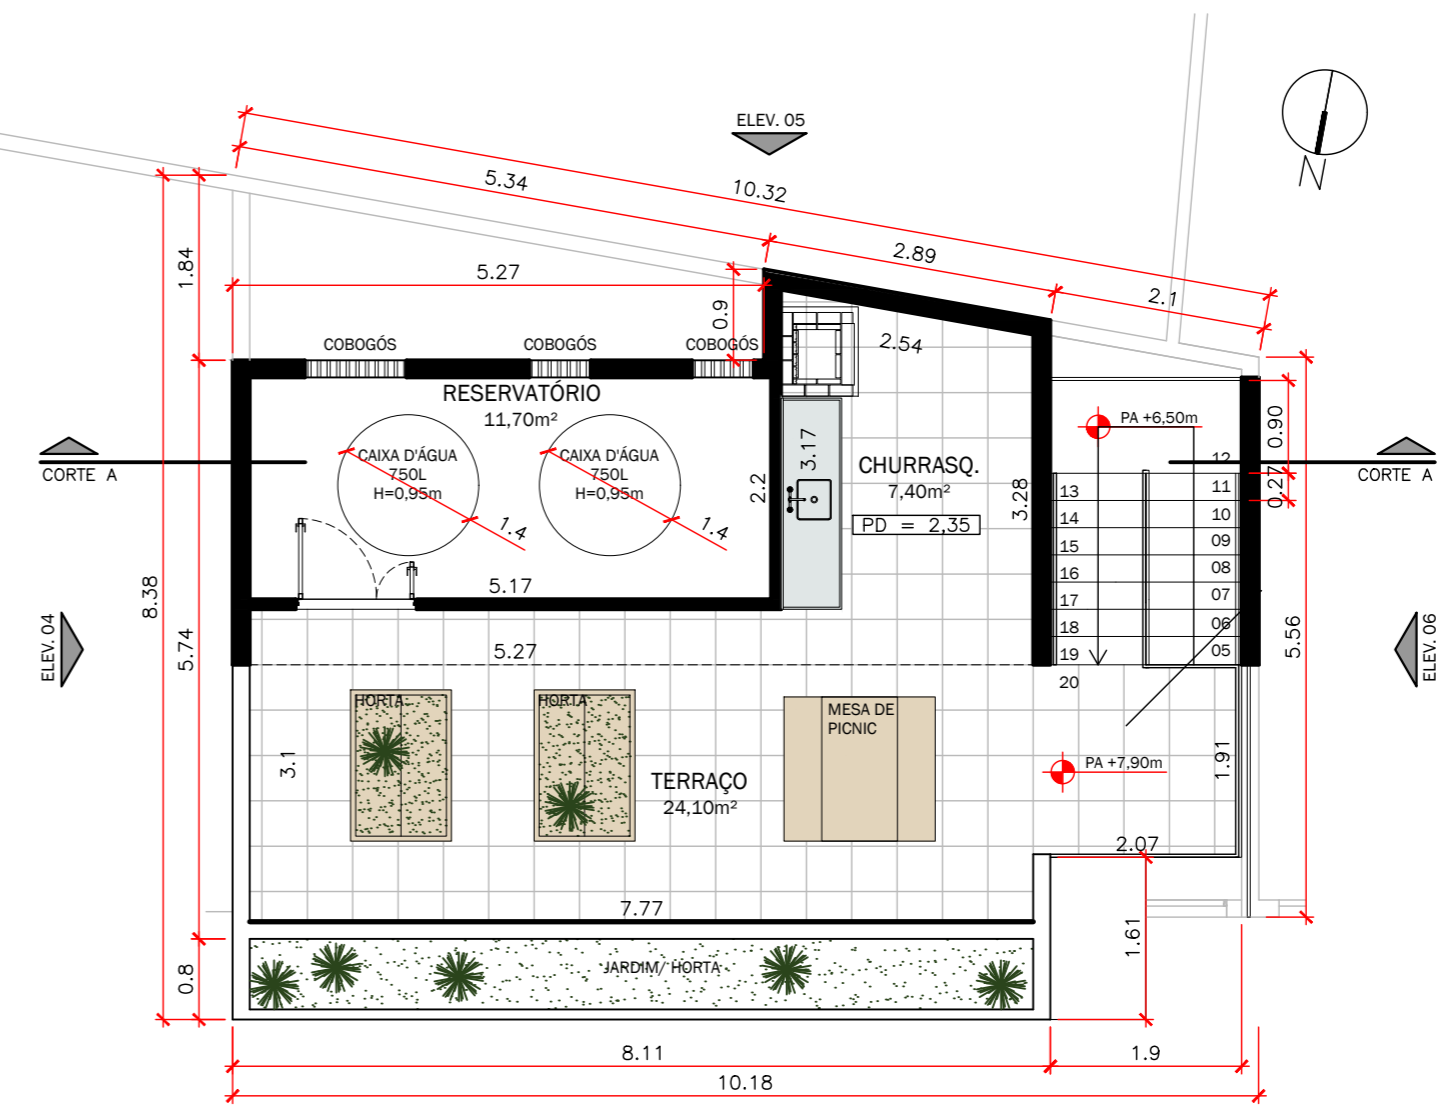 ELEV. 05
N
5.34
10.32
2.89
2.1
1.84
5.27
0.9
COBOGÓS
COBOGÓS
COBOGÓS
2.54
RESERVATÓRIO
11,70m²
PA +6,50m
0.90
CORTE A
CAIXA D'ÁGUA
750L
H=0,95m
1.4
CAIXA D'ÁGUA
750L
H=0,95m
1.4
2.2
3.17
CHURRASQ.
7,40m²
PD = 2,35
3.28
12
11
10
09
08
07
06
05
13
14
15
16
17
18
19
20
0.27
CORTE A
5.17
8.38
5.74
ELEV. 04
5.56
ELEV. 06
5.27
HORTA
HORTA
MESA DE
PICNIC
3.1
TERRAÇO
24,10m²
PA +7,90m
1.91
2.07
7.77
1.61
0.8
JARDIM/ HORTA
8.11
1.9
10.18